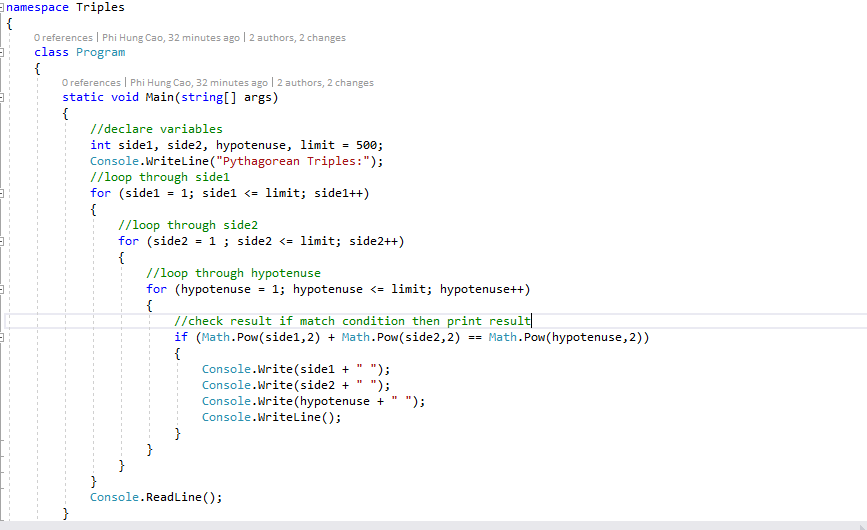 namespace Triples
{
0 references | Phi Hung Cao, 32 minutes ago | 2 authors, 2 changes
class Program
{
0 references | Phi Hung Cao, 32 minutes ago | 2 authors, 2 changes
static void Main(string[] args)
{
//declare variables
int side1, side2, hypotenuse, limit = 500;
Console.WriteLine("Pythagorean Triples:");
//loop through side1
for (side1 = 1; side1 <= limit; side1++)
{
//loop through side2
for (side2 = 1 ; side2 <= limit; side2++)
{
//loop through hypotenuse
for (hypotenuse = 1; hypotenuse <= limit; hypotenuse++)
{
//check result if match condition then print result
if (Math.Pow(side1,2) + Math.Pow(side2,2) == Math.Pow(hypotenuse,2))
{
Console.Write(side1 + " ");
Console.Write(side2 + " ");
Console.Write(hypotenuse + " ");
Console.WriteLine();
}
}
}
}
Console.ReadLine();
}